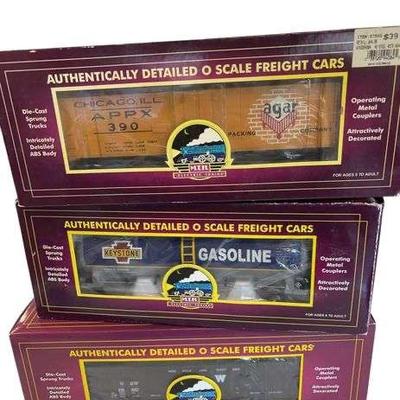 $39
AUTHENTICALLY DETAILED O SCALE FREIGHT CARS
Die-Cast
Sprung
Trucks
Intricately
Detailed
ABS Body
CHICAGO, ILL.
APPX
390
agar
PACKING COMPANY
Operating
Metal
Couplers
Attractively
Decorated
M.T.H.
ELECTRIC TRAINS
FOR AGES 8 TO ADULT
AUTHENTICALLY DETAILED O SCALE FREIGHT CARS
Die-Cast
Sprung
Trucks
Intricately
Detailed
ABS Body
KEYSTONE
GASOLINE
Operating
Metal
Couplers
Attractively
Decorated
M.T.H.
FOR AGES 8 TO ADULT
AUTHENTICALLY DETAILED O SCALE FREIGHT CARS
Die-Cast
Sprung
Trucks
Intricately
Detailed
ABS Body
W
Operating
Metal
Couplers
Attractively
Decorated
M.T.H.